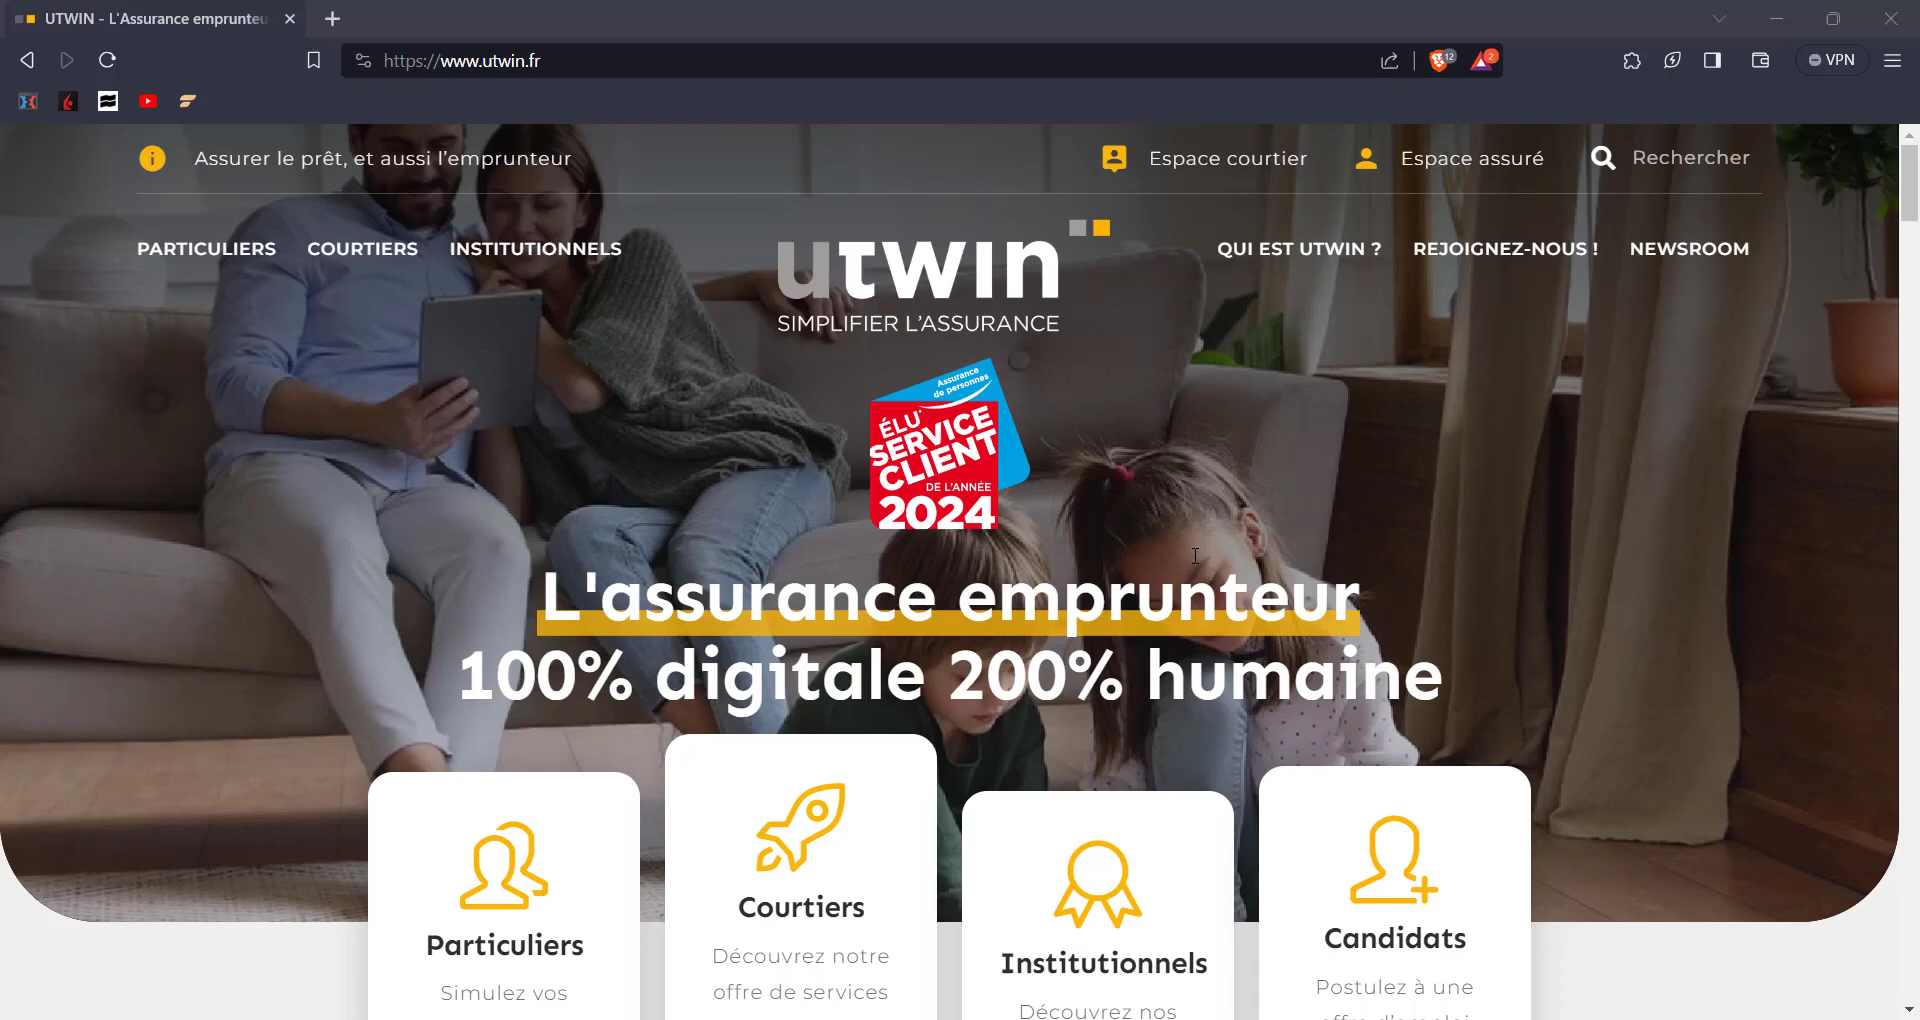 UTWIN - L'Assurance emprunteu
https://www.utwin.fr
12
2
VPN
Assurer le prêt, et aussi l'emprunteur
Espace courtier
Espace assuré
Rechercher
PARTICULIERS
COURTIERS
INSTITUTIONNELS
utwin
SIMPLIFIER L'ASSURANCE
QUI EST UTWIN ?
REJOIGNEZ-NOUS !
NEWSROOM
Assurance
de personnes
ÉLU
SERVICE
CLIENT
DE L'ANNÉE
2024
L'assurance emprunteur
100% digitale 200% humaine
Particuliers
Simulez vos
Courtiers
Découvrez notre
offre de services
Institutionnels
Découvrez nos
Candidats
Postulez à une
offre d'emploi